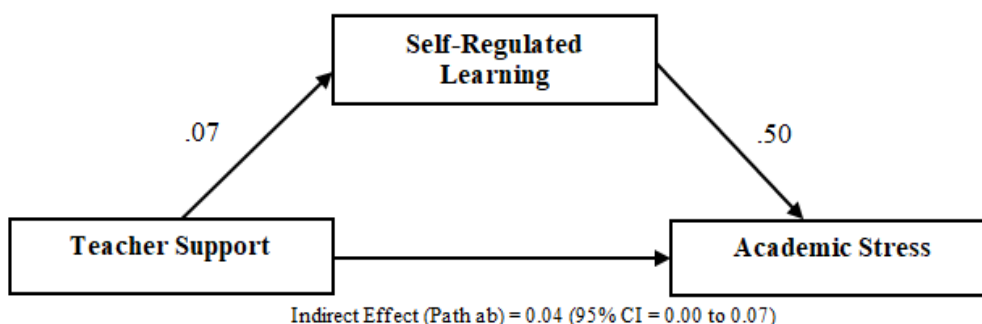 Self-Regulated
Learning
.07
.50
Teacher Support
Academic Stress
Indirect Effect (Path ab) = 0.04 (95% CI = 0.00 to 0.07)